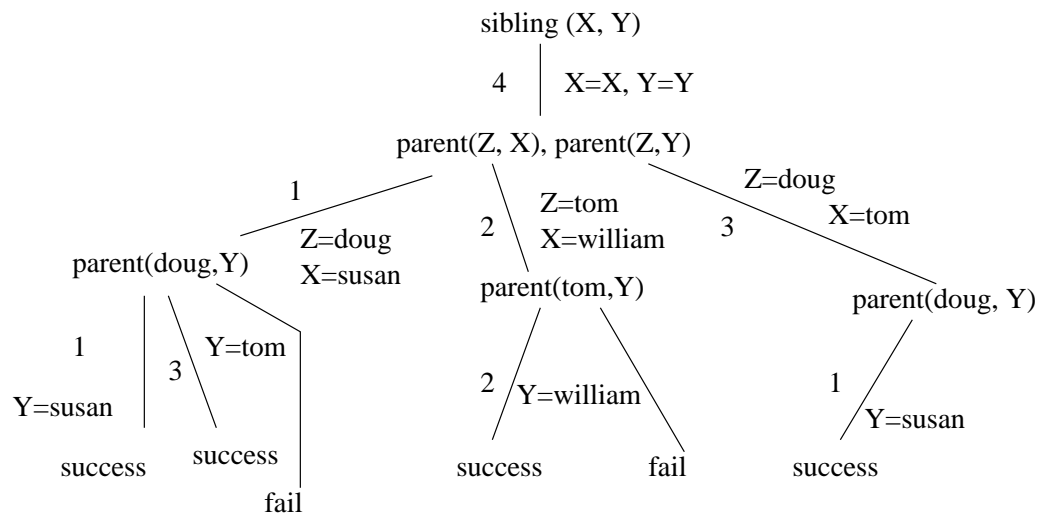 sibling (X, Y)
4
X=X, Y=Y
parent(Z, X), parent(Z,Y)
1
Z=doug
X=susan
2
Z=tom
X=william
3
Z=doug
X=tom
parent(doug,Y)
parent(tom,Y)
parent(doug, Y)
1
Y=susan
3
Y=tom
2
Y=william
1
Y=susan
success
success
fail
success
fail
success